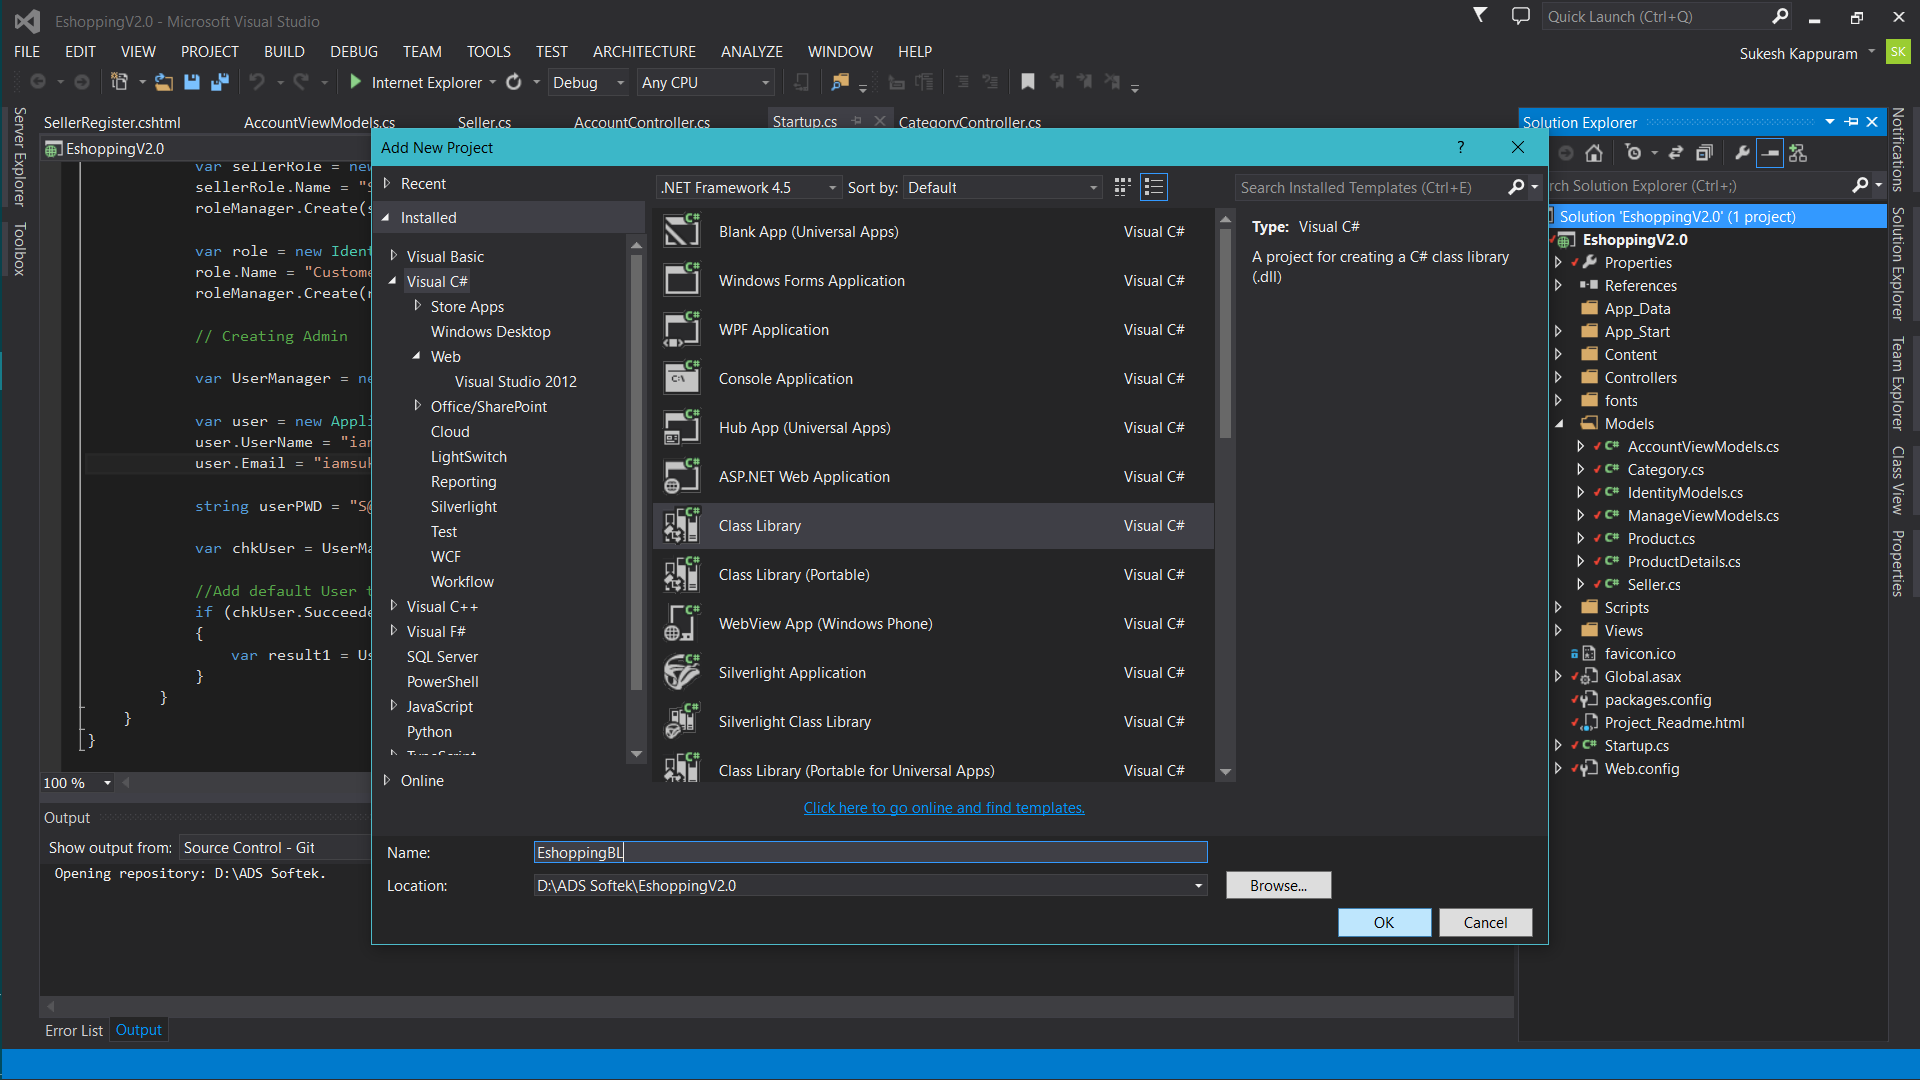 EshoppingV2.0 - Microsoft Visual Studio
Quick Launch (Ctrl+Q)
FILE EDIT VIEW PROJECT BUILD DEBUG TEAM TOOLS TEST ARCHITECTURE ANALYZE WINDOW HELP
Sukesh Kappuram SK
Internet Explorer Debug Any CPU
SellerRegister.cshtml AccountViewModels.cs Seller.cs AccountController.cs Startup.cs CategoryController.cs
EshoppingV2.0
Server Explorer
Toolbox
var sellerRole = new
sellerRole.Name = "S
roleManager.Create(s
var role = new Ident
role.Name = "Custome
roleManager.Create(r
// Creating Admin
var UserManager = ne
var user = new Appli
user.UserName = "iam
user.Email = "iamsuk
string userPWD = "S@
var chkUser = UserMa
//Add default User t
if (chkUser.Succeede
{
var result1 = Us
}
}
}
}
100 %
Output
Show output from: Source Control - Git
Opening repository: D:\ADS Softek.
Error List Output
Add New Project
?
Recent
Installed
Visual Basic
Visual C#
Store Apps
Windows Desktop
Web
Visual Studio 2012
Office/SharePoint
Cloud
LightSwitch
Reporting
Silverlight
Test
WCF
Workflow
Visual C++
Visual F#
SQL Server
PowerShell
JavaScript
Python
TypeScript
Online
.NET Framework 4.5 Sort by: Default
Search Installed Templates (Ctrl+E)
Blank App (Universal Apps) Visual C#
Windows Forms Application Visual C#
WPF Application Visual C#
Console Application Visual C#
Hub App (Universal Apps) Visual C#
ASP.NET Web Application Visual C#
Class Library Visual C#
Class Library (Portable) Visual C#
WebView App (Windows Phone) Visual C#
Silverlight Application Visual C#
Silverlight Class Library Visual C#
Class Library (Portable for Universal Apps) Visual C#
Click here to go online and find templates.
Type: Visual C#
A project for creating a C# class library
(.dll)
Name: EshoppingBL
Location: D:\ADS Softek\EshoppingV2.0
Browse...
OK Cancel
Solution Explorer
rch Solution Explorer (Ctrl+;)
Solution 'EshoppingV2.0' (1 project)
EshoppingV2.0
Properties
References
App_Data
App_Start
Content
Controllers
fonts
Models
AccountViewModels.cs
Category.cs
IdentityModels.cs
ManageViewModels.cs
Product.cs
ProductDetails.cs
Seller.cs
Scripts
Views
favicon.ico
Global.asax
packages.config
Project_Readme.html
Startup.cs
Web.config
Notifications
Solution Explorer
Team Explorer
Class View
Properties